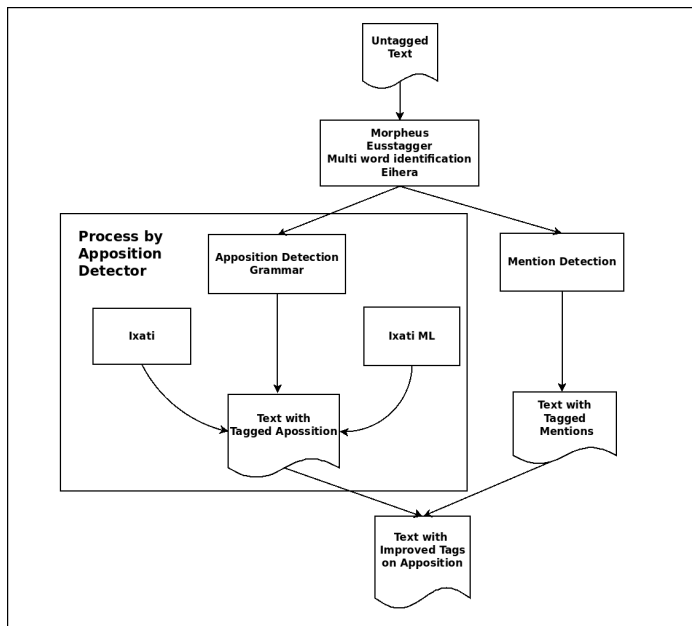 Untagged
Text
Morpheus
Eusstagger
Multi word identification
Eihera
Process by
Apposition
Detector
Apposition Detection
Grammar
Mention Detection
Ixati
Ixati ML
Text with
Tagged Apossition
Text with
Tagged
Mentions
Text with
Improved Tags
on Apposition